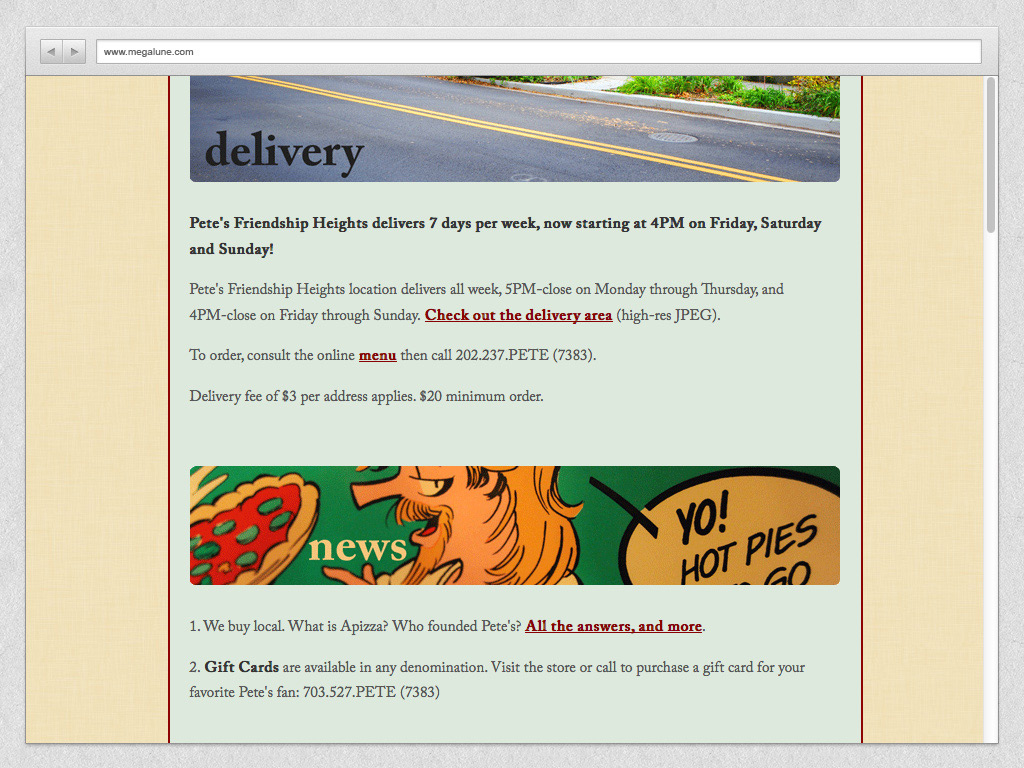 www.megalune.com
delivery
Pete's Friendship Heights delivers 7 days per week, now starting at 4PM on Friday, Saturday
and Sunday!
Pete's Friendship Heights location delivers all week, 5PM-close on Monday through Thursday, and
4PM-close on Friday through Sunday. Check out the delivery area (high-res JPEG).
To order, consult the online menu then call 202.237.PETE (7383).
Delivery fee of $3 per address applies. $20 minimum order.
news
YO!
HOT PIES
TO GO
1. We buy local. What is Apizza? Who founded Pete's? All the answers, and more.
2. Gift Cards are available in any denomination. Visit the store or call to purchase a gift card for your
favorite Pete's fan: 703.527.PETE (7383)